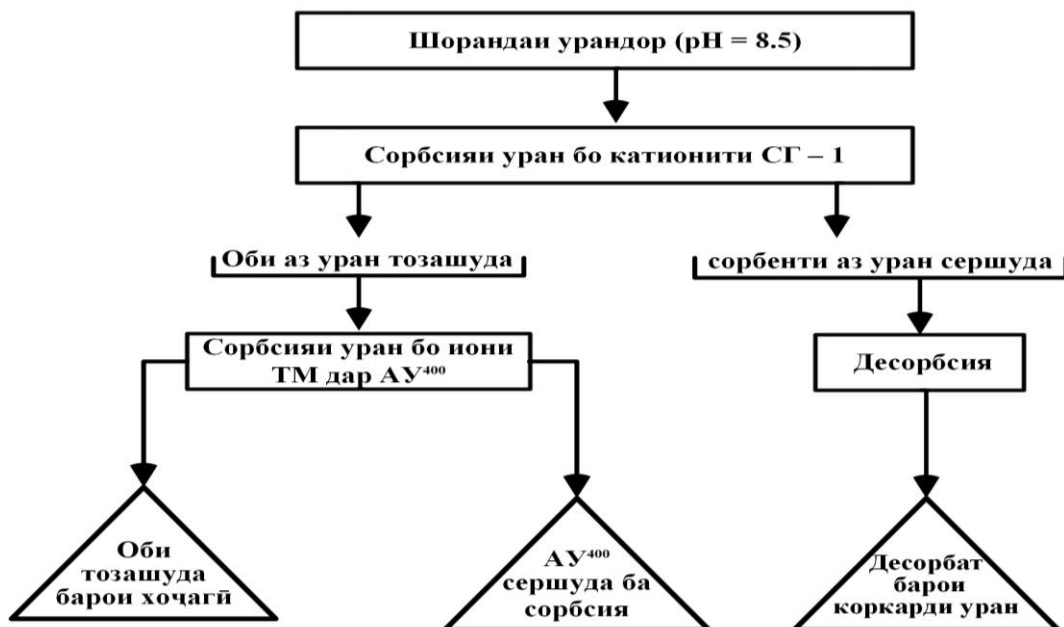 Шорандаи урандор (pH = 8.5)
Сорбсияи уран бо катионити СГ – 1
Оби аз уран тозашуда
сорбенти аз уран сершуда
Сорбсияи уран бо иони
ТМ дар АУ⁴⁰⁰
Десорбсия
Оби
тозашуда
барои хоҷагӣ
АУ⁴⁰⁰
сершуда ба
сорбсия
Десорбат
барои
коркарди уран